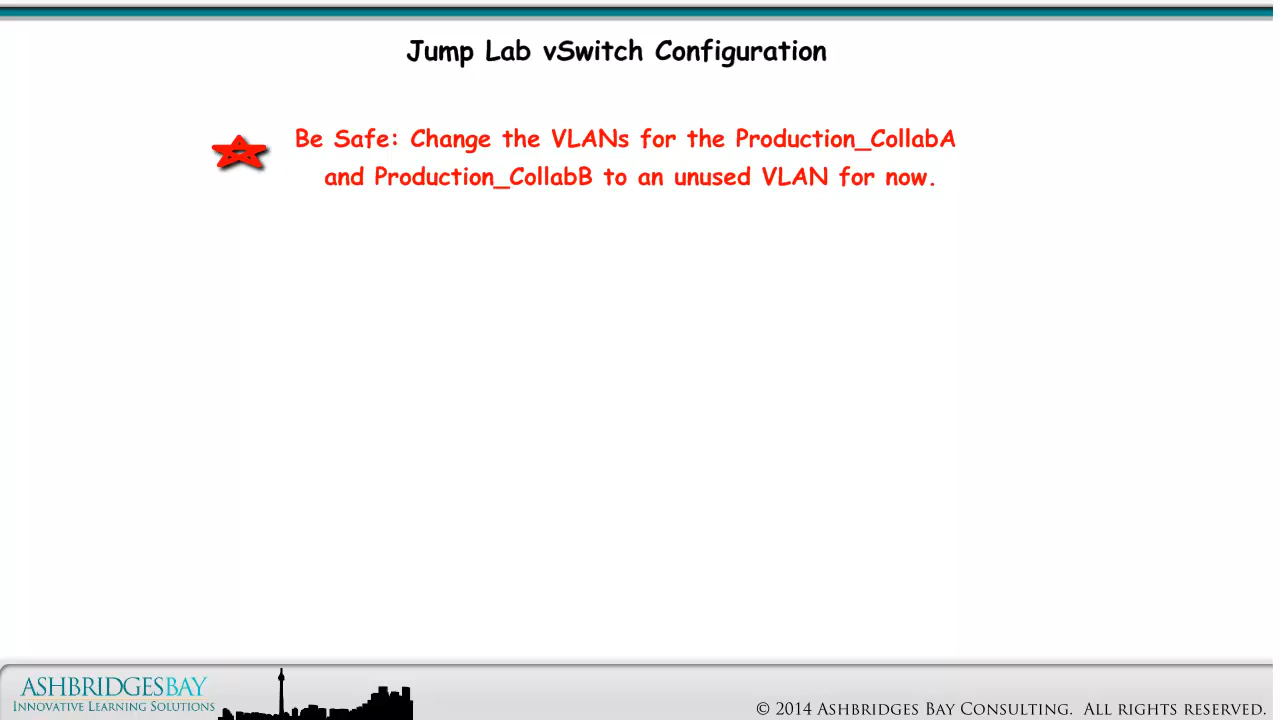 Jump Lab vSwitch Configuration
Be Safe: Change the VLANs for the Production_CollabA
and Production_CollabB to an unused VLAN for now.
ASHBRIDGESBAY
INNOVATIVE LEARNING SOLUTIONS
© 2014 ASHBRIDGES BAY CONSULTING. ALL RIGHTS RESERVED.